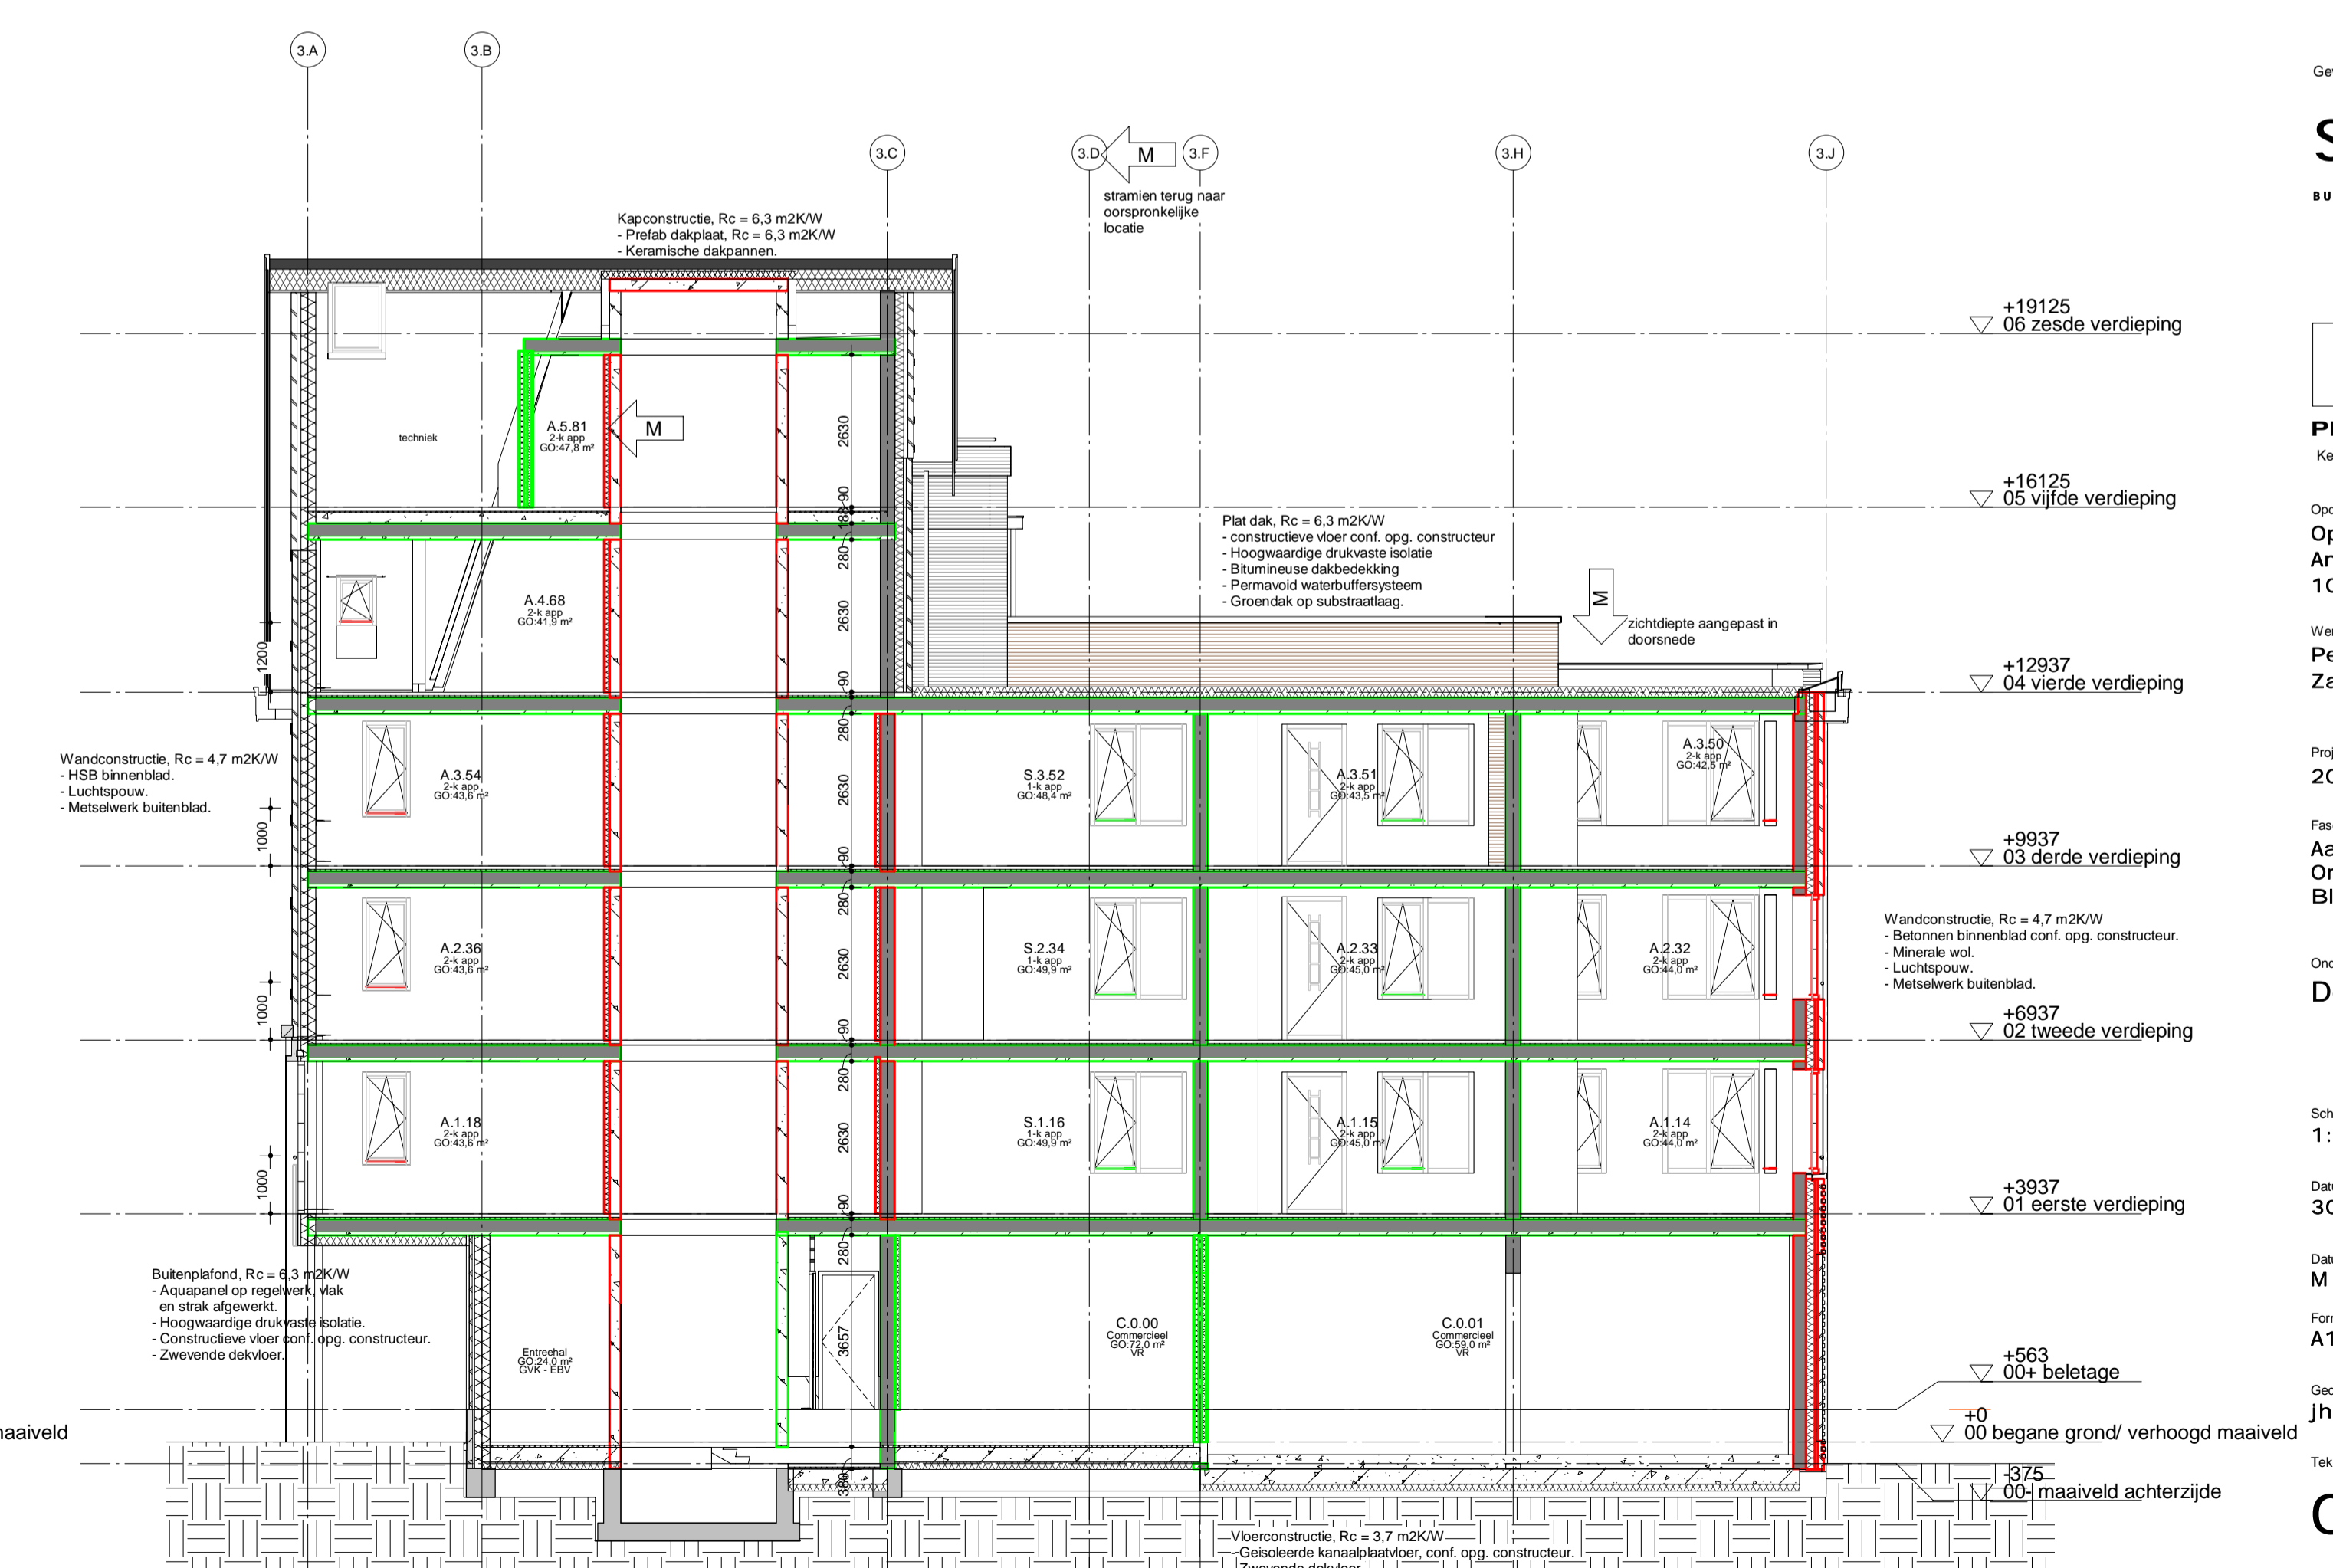 3.A
3.B
3.C
3.D
M
3.F
3.H
3.J
stramien terug naar
oorspronkelijke
locatie
Kapconstructie, Rc = 6,3 m2K/W
- Prefab dakplaat, Rc = 6,3 m2K/W
- Keramische dakpannen.
+19125
06 zesde verdieping
techniek
A.5.81
2-k app
GO:47,8 m²
M
2630
90
+16125
05 vijfde verdieping
Plat dak, Rc = 6,3 m2K/W
- constructieve vloer conf. opg. constructeur
- Hoogwaardige drukvaste isolatie
- Bitumineuse dakbedekking
- Permavoid waterbuffersysteem
- Groendak op substraatlaag.
M
zichtdiepte aangepast in
doorsnede
A.4.68
2-k app
GO:41,9 m²
280
2630
90
1200
+12937
04 vierde verdieping
Wandconstructie, Rc = 4,7 m2K/W
- HSB binnenblad.
- Luchtspouw.
- Metselwerk buitenblad.
1000
A.3.54
2-k app
GO:43,6 m²
280
2630
90
S.3.52
1-k app
GO:48,4 m²
A.3.51
2-k app
GO:43,5 m²
A.3.50
2-k app
GO:42,5 m²
+9937
03 derde verdieping
1000
A.2.36
2-k app
GO:43,6 m²
280
2630
90
S.2.34
1-k app
GO:49,9 m²
A.2.33
2-k app
GO:45,0 m²
A.2.32
2-k app
GO:44,0 m²
Wandconstructie, Rc = 4,7 m2K/W
- Betonnen binnenblad conf. opg. constructeur.
- Minerale wol.
- Luchtspouw.
- Metselwerk buitenblad.
+6937
02 tweede verdieping
1000
A.1.18
2-k app
GO:43,6 m²
280
2630
90
S.1.16
1-k app
GO:49,9 m²
A.1.15
2-k app
GO:45,0 m²
A.1.14
2-k app
GO:44,0 m²
+3937
01 eerste verdieping
Buitenplafond, Rc = 6,3 m2K/W
- Aquapanel op regelwerk, vlak
en strak afgewerkt.
- Hoogwaardige drukvaste isolatie.
- Constructieve vloer conf. opg. constructeur.
- Zwevende dekvloer.
Entreehal
GO:24,0 m²
GVK - EBV
280
3657
380
C.0.00
Commercieel
GO:72,0 m²
VR
C.0.01
Commercieel
GO:59,0 m²
VR
+563
00+ beletage
+0
00 begane grond/ verhoogd maaiveld
-375
00- maaiveld achterzijde
maaiveld
Vloerconstructie, Rc = 3,7 m2K/W
- Geisoleerde kanaalplaatvloer, conf. opg. constructeur.